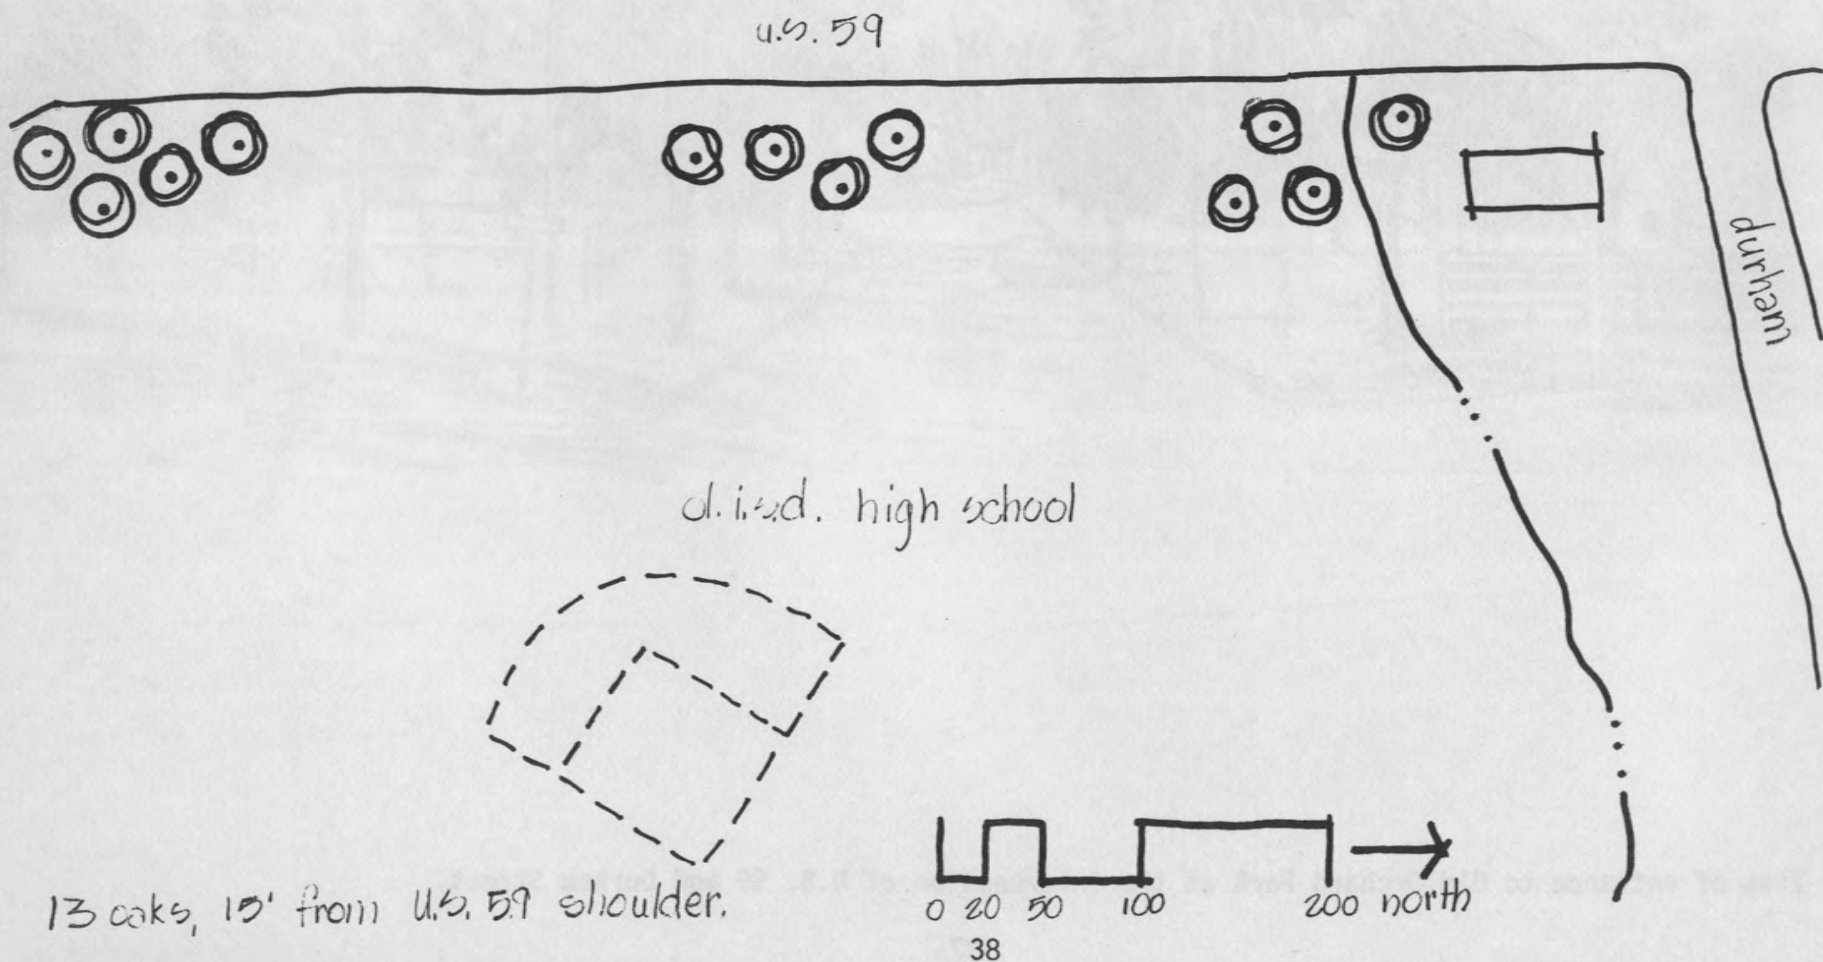 u.s. 59
durham
d.i.s.d. high school
13 oaks, 15' from u.s. 59 shoulder.
0 20 50 100 200 north
38